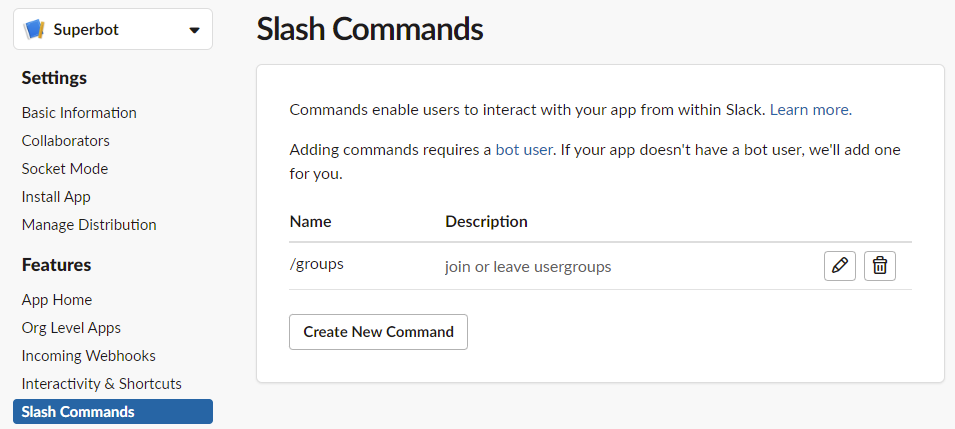 Superbot
Settings
Basic Information
Collaborators
Socket Mode
Install App
Manage Distribution
Features
App Home
Org Level Apps
Incoming Webhooks
Interactivity & Shortcuts
Slash Commands
Slash Commands
Commands enable users to interact with your app from within Slack. Learn more.
Adding commands requires a bot user. If your app doesn't have a bot user, we'll add one
for you.
Name Description
/groups join or leave usergroups
Create New Command